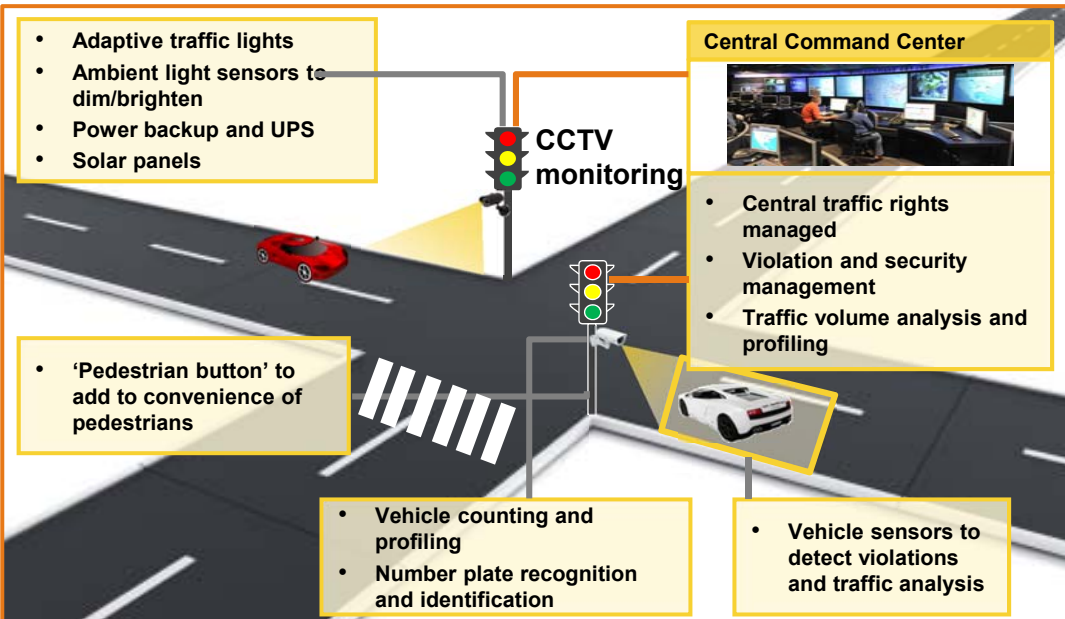 • Adaptive traffic lights
• Ambient light sensors to
dim/brighten
• Power backup and UPS
• Solar panels
Central Command Center
CCTV
monitoring
• Central traffic rights
managed
• Violation and security
management
• Traffic volume analysis and
profiling
• ‘Pedestrian button’ to
add to convenience of
pedestrians
• Vehicle counting and
profiling
• Number plate recognition
and identification
• Vehicle sensors to
detect violations
and traffic analysis